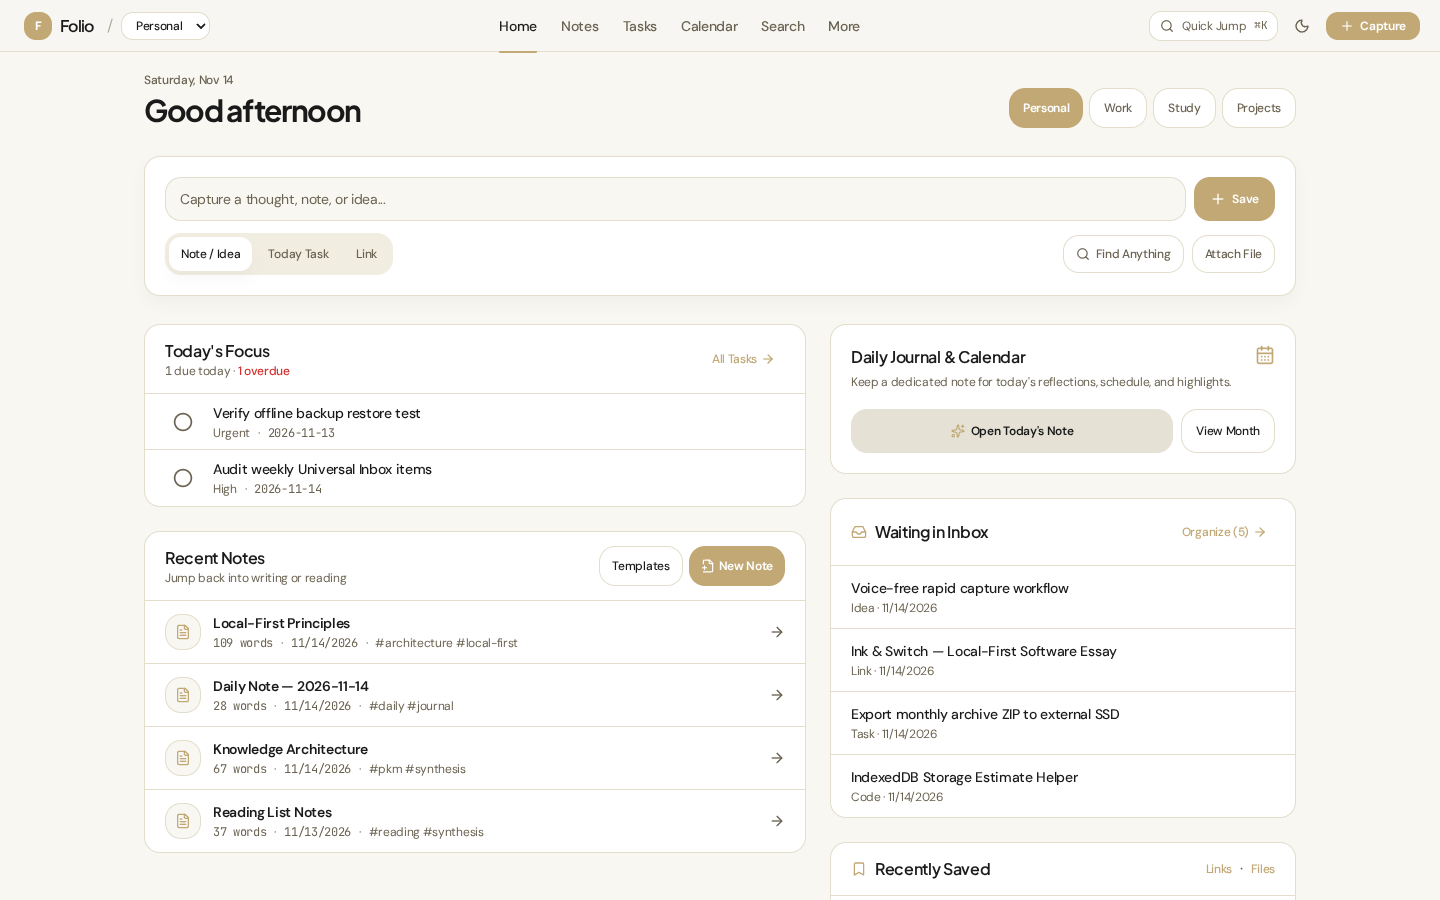 F Folio / Personal
Home Notes Tasks Calendar Search More
Quick Jump ⌘K
Capture
Saturday, Nov 14
Good afternoon
Personal Work Study Projects
Capture a thought, note, or idea...
Save
Note / Idea Today Task Link
Find Anything Attach File
Today's Focus
1 due today · 1 overdue
All Tasks
Verify offline backup restore test
Urgent · 2026-11-13
Audit weekly Universal Inbox items
High · 2026-11-14
Recent Notes
Jump back into writing or reading
Templates New Note
Local-First Principles
109 words · 11/14/2026 · #architecture #local-first
Daily Note — 2026-11-14
28 words · 11/14/2026 · #daily #journal
Knowledge Architecture
67 words · 11/14/2026 · #pkm #synthesis
Reading List Notes
37 words · 11/13/2026 · #reading #synthesis
Daily Journal & Calendar
Keep a dedicated note for today's reflections, schedule, and highlights.
Open Today's Note View Month
Waiting in Inbox
Organize (5)
Voice-free rapid capture workflow
Idea · 11/14/2026
Ink & Switch — Local-First Software Essay
Link · 11/14/2026
Export monthly archive ZIP to external SSD
Task · 11/14/2026
IndexedDB Storage Estimate Helper
Code · 11/14/2026
Recently Saved
Links · Files